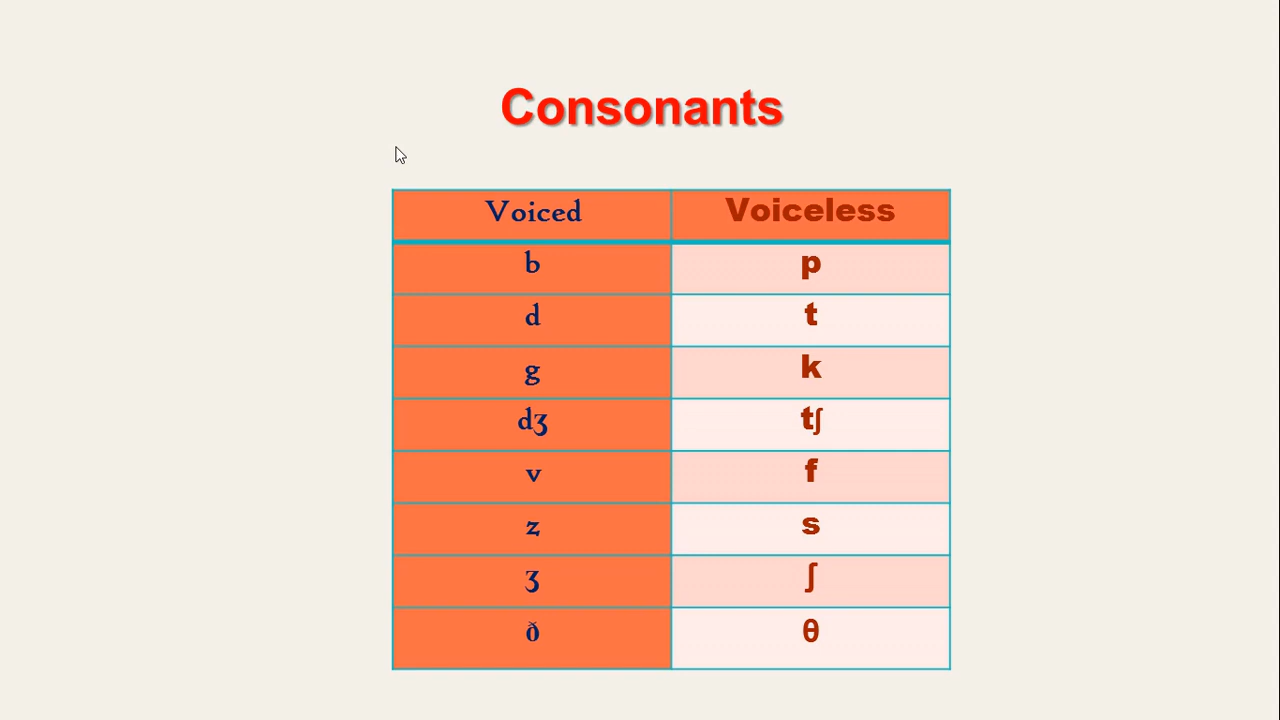 Consonants
Voiced Voiceless
b p
d t
g k
dʒ tʃ
v f
z s
ʒ ʃ
ð θ